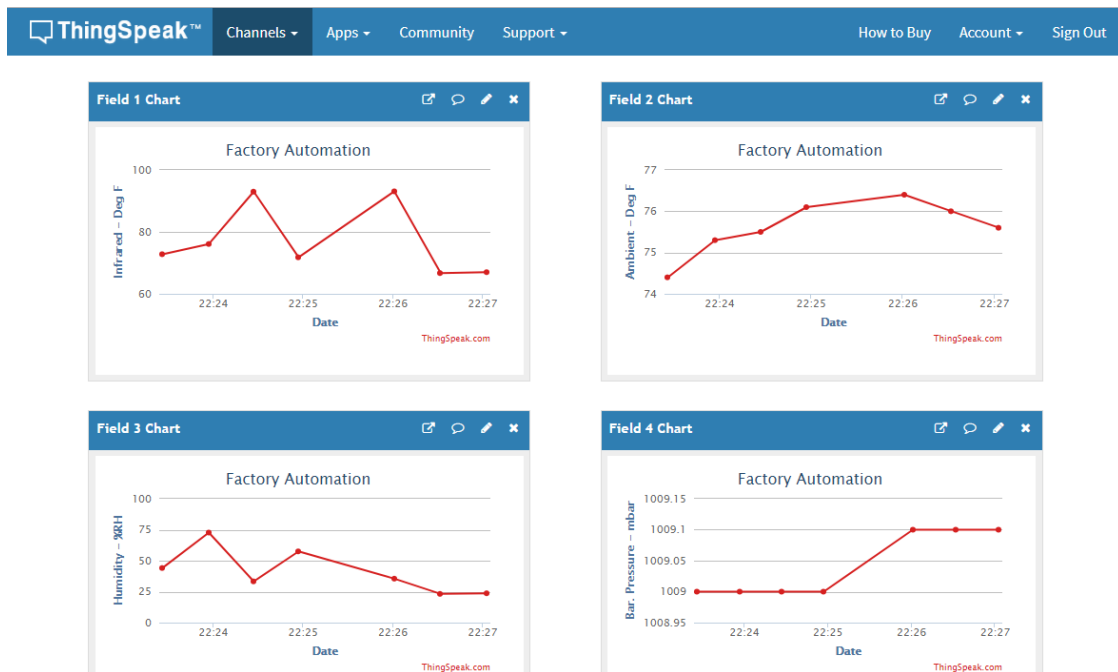 ThingSpeak™ Channels Apps Community Support How to Buy Account Sign Out
Field 1 Chart
Factory Automation
Infrared - Deg F
100
80
60
22:24 22:25 22:26 22:27
Date
ThingSpeak.com
Field 2 Chart
Factory Automation
Ambient - Deg F
77
76
75
74
22:24 22:25 22:26 22:27
Date
ThingSpeak.com
Field 3 Chart
Factory Automation
Humidity - %RH
100
75
50
25
0
22:24 22:25 22:26 22:27
Date
ThingSpeak.com
Field 4 Chart
Factory Automation
Bar. Pressure - mbar
1009.15
1009.1
1009.05
1009
1008.95
22:24 22:25 22:26 22:27
Date
ThingSpeak.com